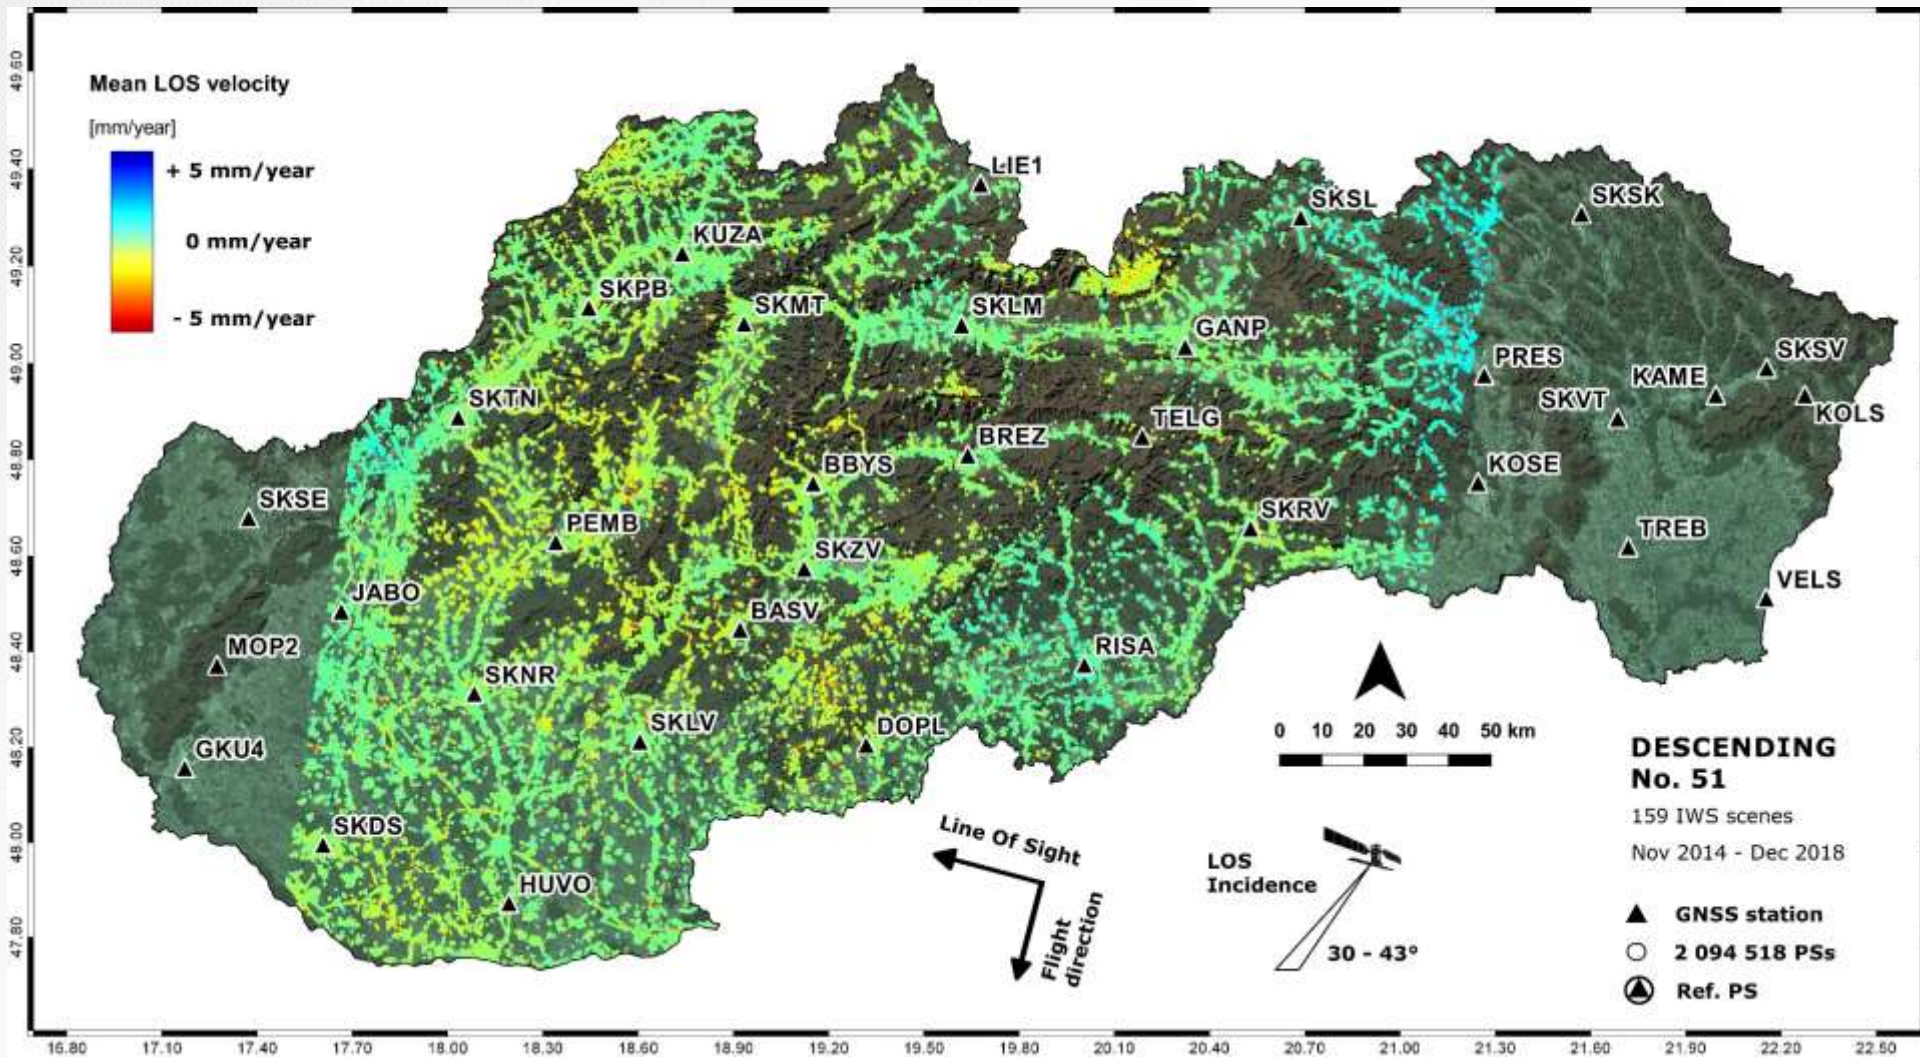 Mean LOS velocity
[mm/year]
+ 5 mm/year
0 mm/year
- 5 mm/year
LIE1
SKSL
SKSK
KUZA
SKPB
SKMT
SKLM
GANP
PRES
SKSV
KAME
SKVT
KOLS
SKTN
TELG
BREZ
BBYS
KOSE
SKSE
PEMB
SKRV
TREB
SKZV
VELS
JABO
BASV
MOP2
RISA
SKNR
SKLV
DOPL
GKU4
SKDS
HUVO
0 10 20 30 40 50 km
Line Of Sight
Flight
direction
LOS
Incidence
30 - 43°
DESCENDING
No. 51
159 IWS scenes
Nov 2014 - Dec 2018
GNSS station
2 094 518 PSs
Ref. PS
49.60
49.40
49.20
49.00
48.80
48.60
48.40
48.20
48.00
47.80
16.80 17.10 17.40 17.70 18.00 18.30 18.60 18.90 19.20 19.50 19.80 20.10 20.40 20.70 21.00 21.30 21.60 21.90 22.20 22.50